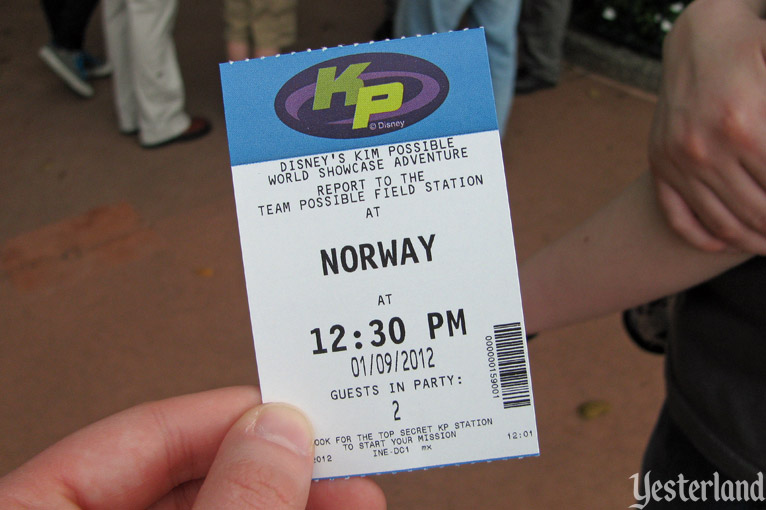 KP
© Disney
DISNEY'S KIM POSSIBLE
WORLD SHOWCASE ADVENTURE
REPORT TO THE
TEAM POSSIBLE FIELD STATION
AT
NORWAY
AT
12:30 PM
01/09/2012
GUESTS IN PARTY:
2
OOK FOR THE TOP SECRET KP STATION
TO START YOUR MISSION
2012 INE-DC1 mx 12:01
000000159001
Yesterland